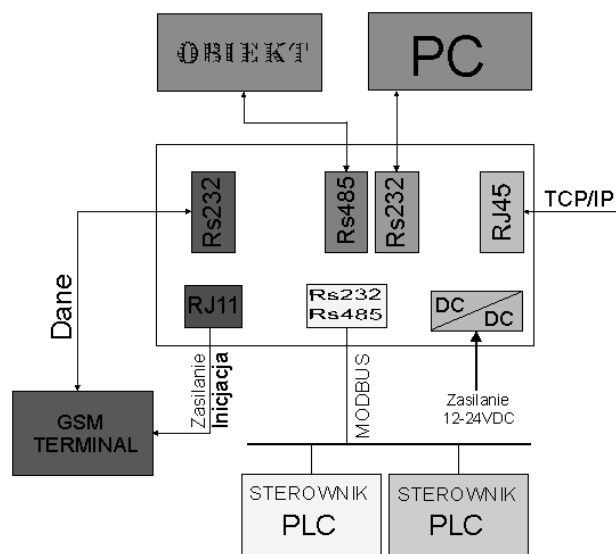 OBIEKT
PC
Rs232
Rs485
Rs232
RJ45
TCP/IP
Dane
RJ11
Rs232
Rs485
DC
DC
Zasilanie
Inicjacja
MODBUS
Zasilanie
12-24VDC
GSM
TERMINAL
STEROWNIK
PLC
STEROWNIK
PLC